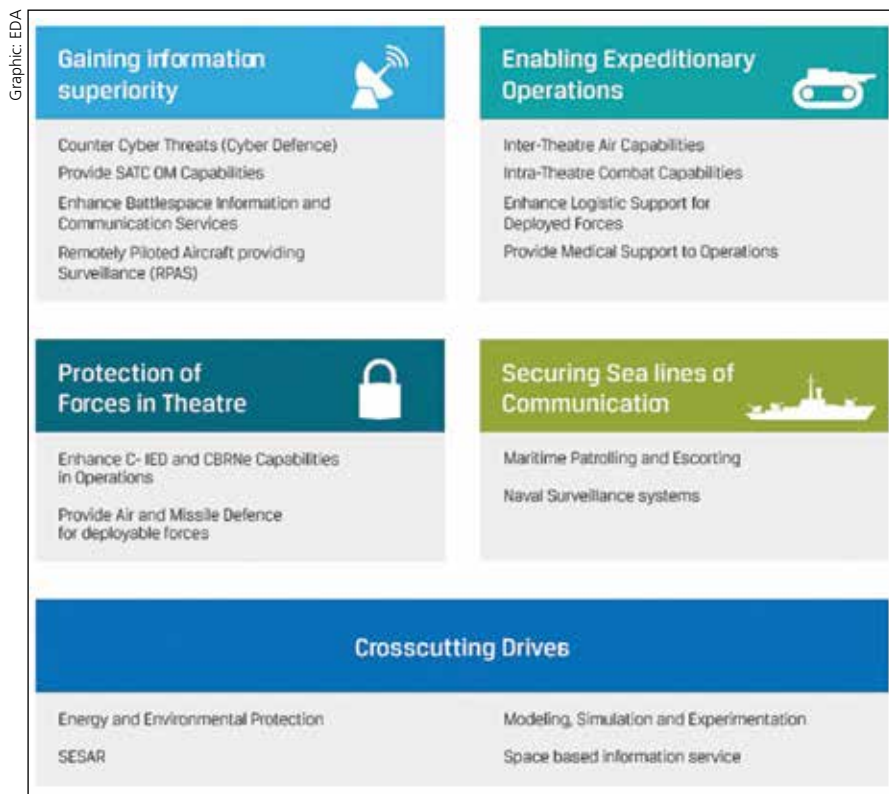 Graphic: EDA
Gaining information
superiority
Counter Cyber Threats (Cyber Defence)
Provide SATC OM Capabilities
Enhance Battlespace Information and
Communication Services
Remotely Piloted Aircraft providing
Surveillance (RPAS)
Enabling Expeditionary
Operations
Inter-Theatre Air Capabilities
Intra-Theatre Combat Capabilities
Enhance Logistic Support for
Deployed Forces
Provide Medical Support to Operations
Protection of
Forces in Theatre
Enhance C- IED and CBRNe Capabilities
in Operations
Provide Air and Missile Defence
for deployable forces
Securing Sea lines of
Communication
Maritime Patrolling and Escorting
Naval Surveillance systems
Crosscutting Drives
Energy and Environmental Protection
SESAR
Modeling, Simulation and Experimentation
Space based information service